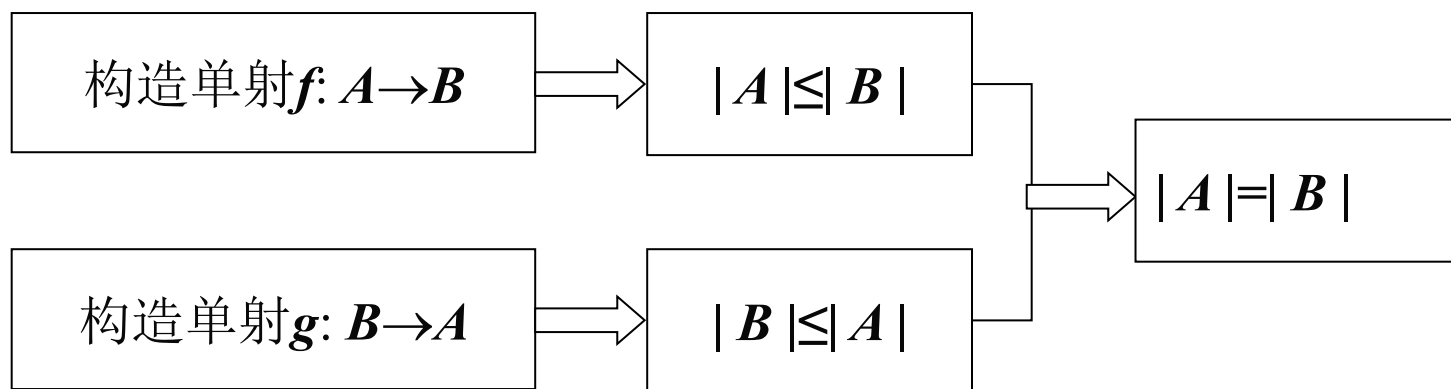 构造单射f: A→B
| A |≤| B |
| A |=| B |
构造单射g: B→A
| B |≤| A |